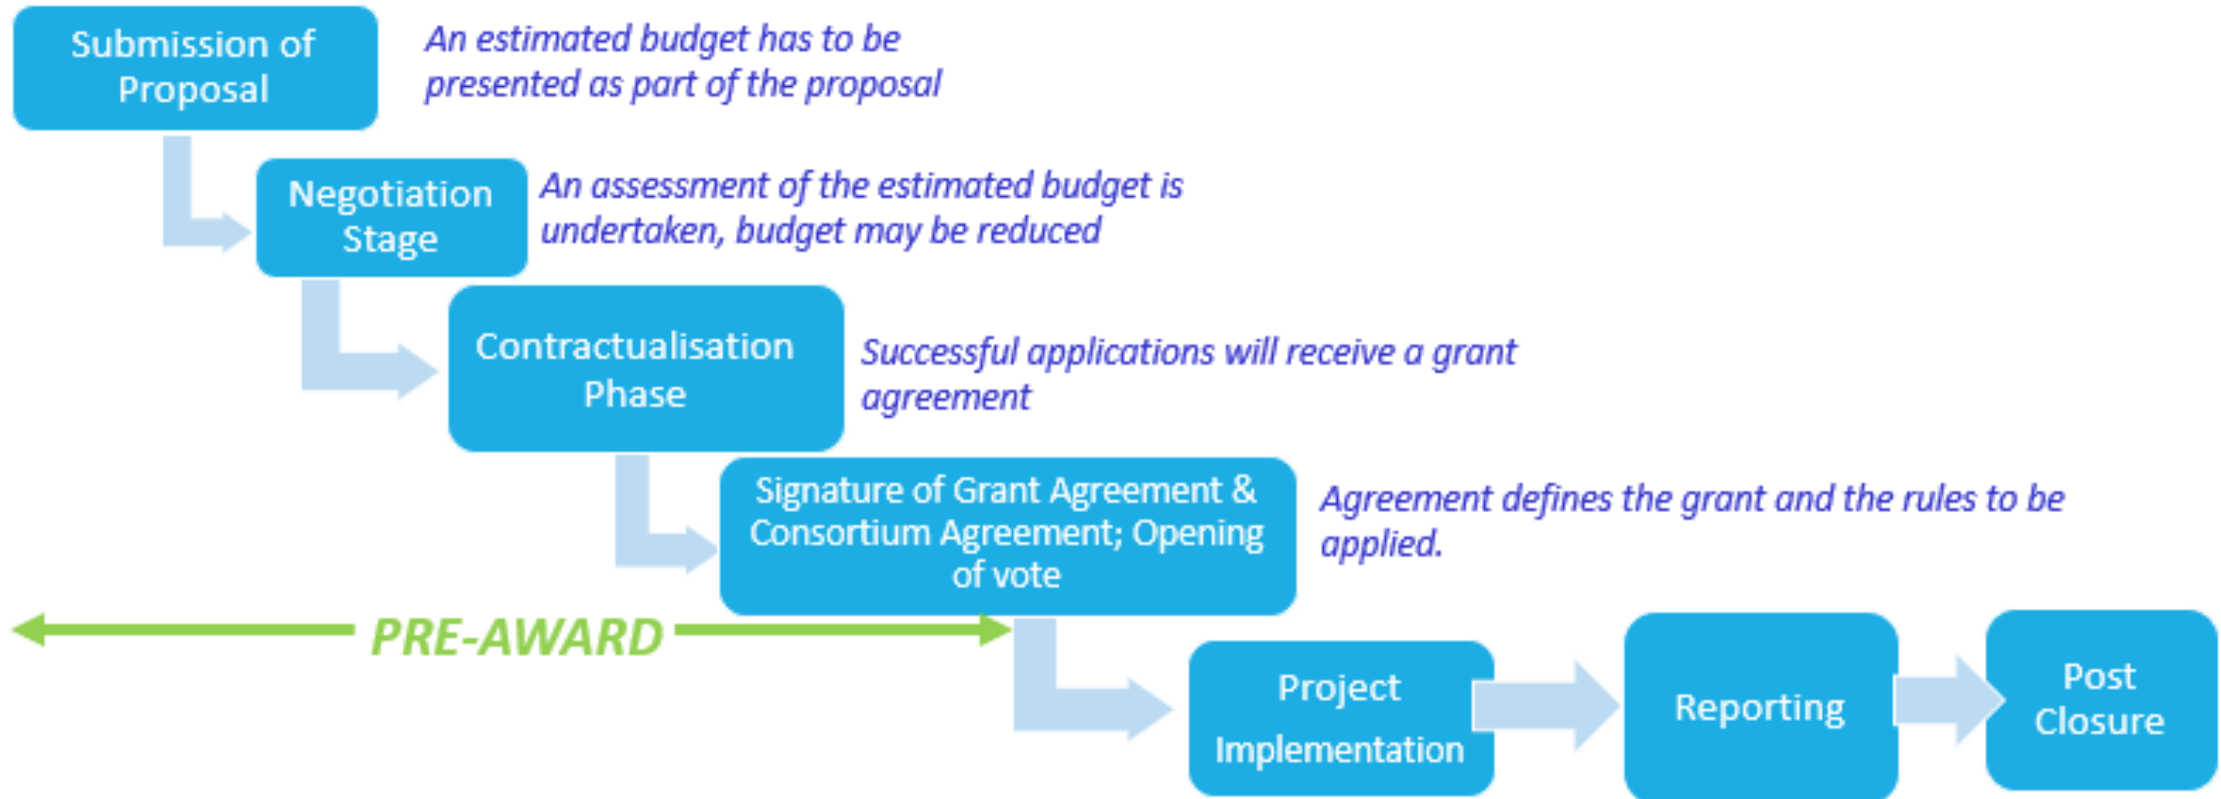 Submission of
Proposal
An estimated budget has to be
presented as part of the proposal
Negotiation
Stage
An assessment of the estimated budget is
undertaken, budget may be reduced
Contractualisation
Phase
Successful applications will receive a grant
agreement
Signature of Grant Agreement &
Consortium Agreement; Opening
of vote
Agreement defines the grant and the rules to be
applied.
PRE-AWARD
Project
Implementation
Reporting
Post
Closure